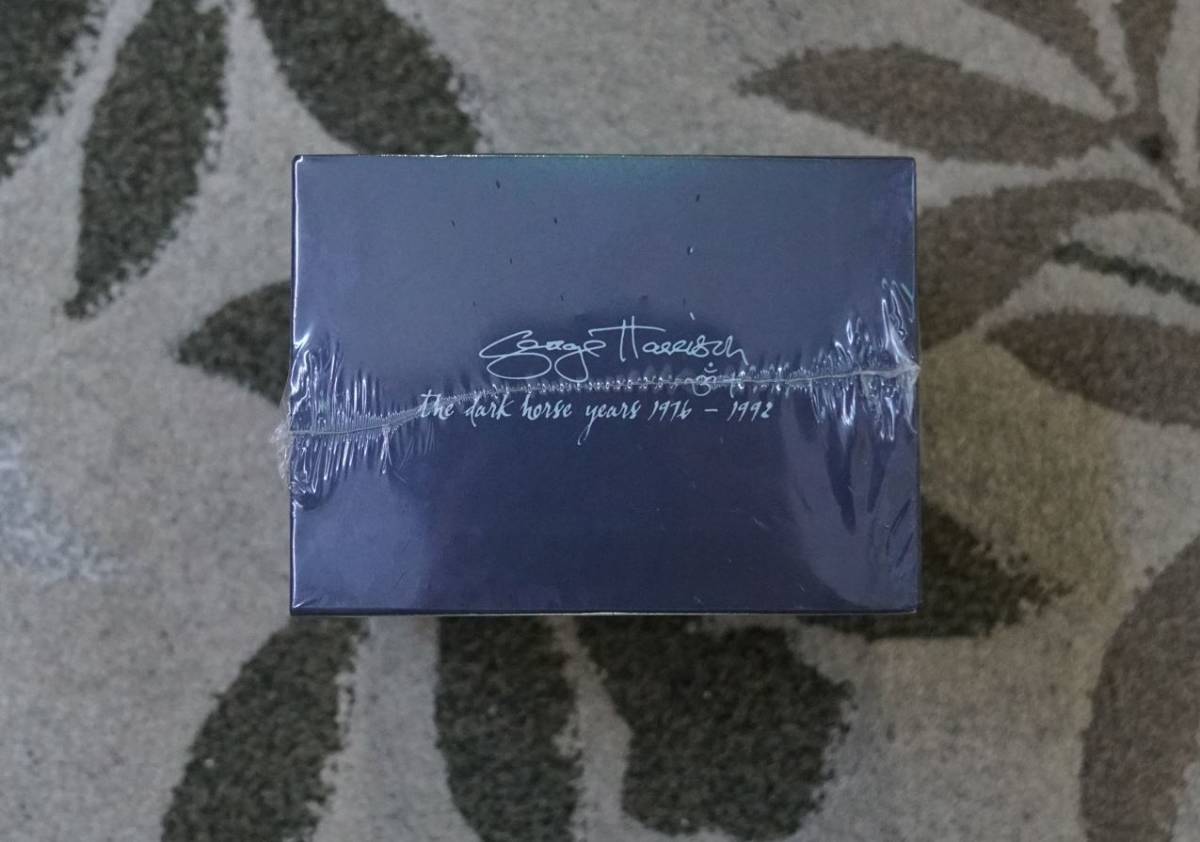 George Harrison
ॐ
the dark horse years 1976 – 1992